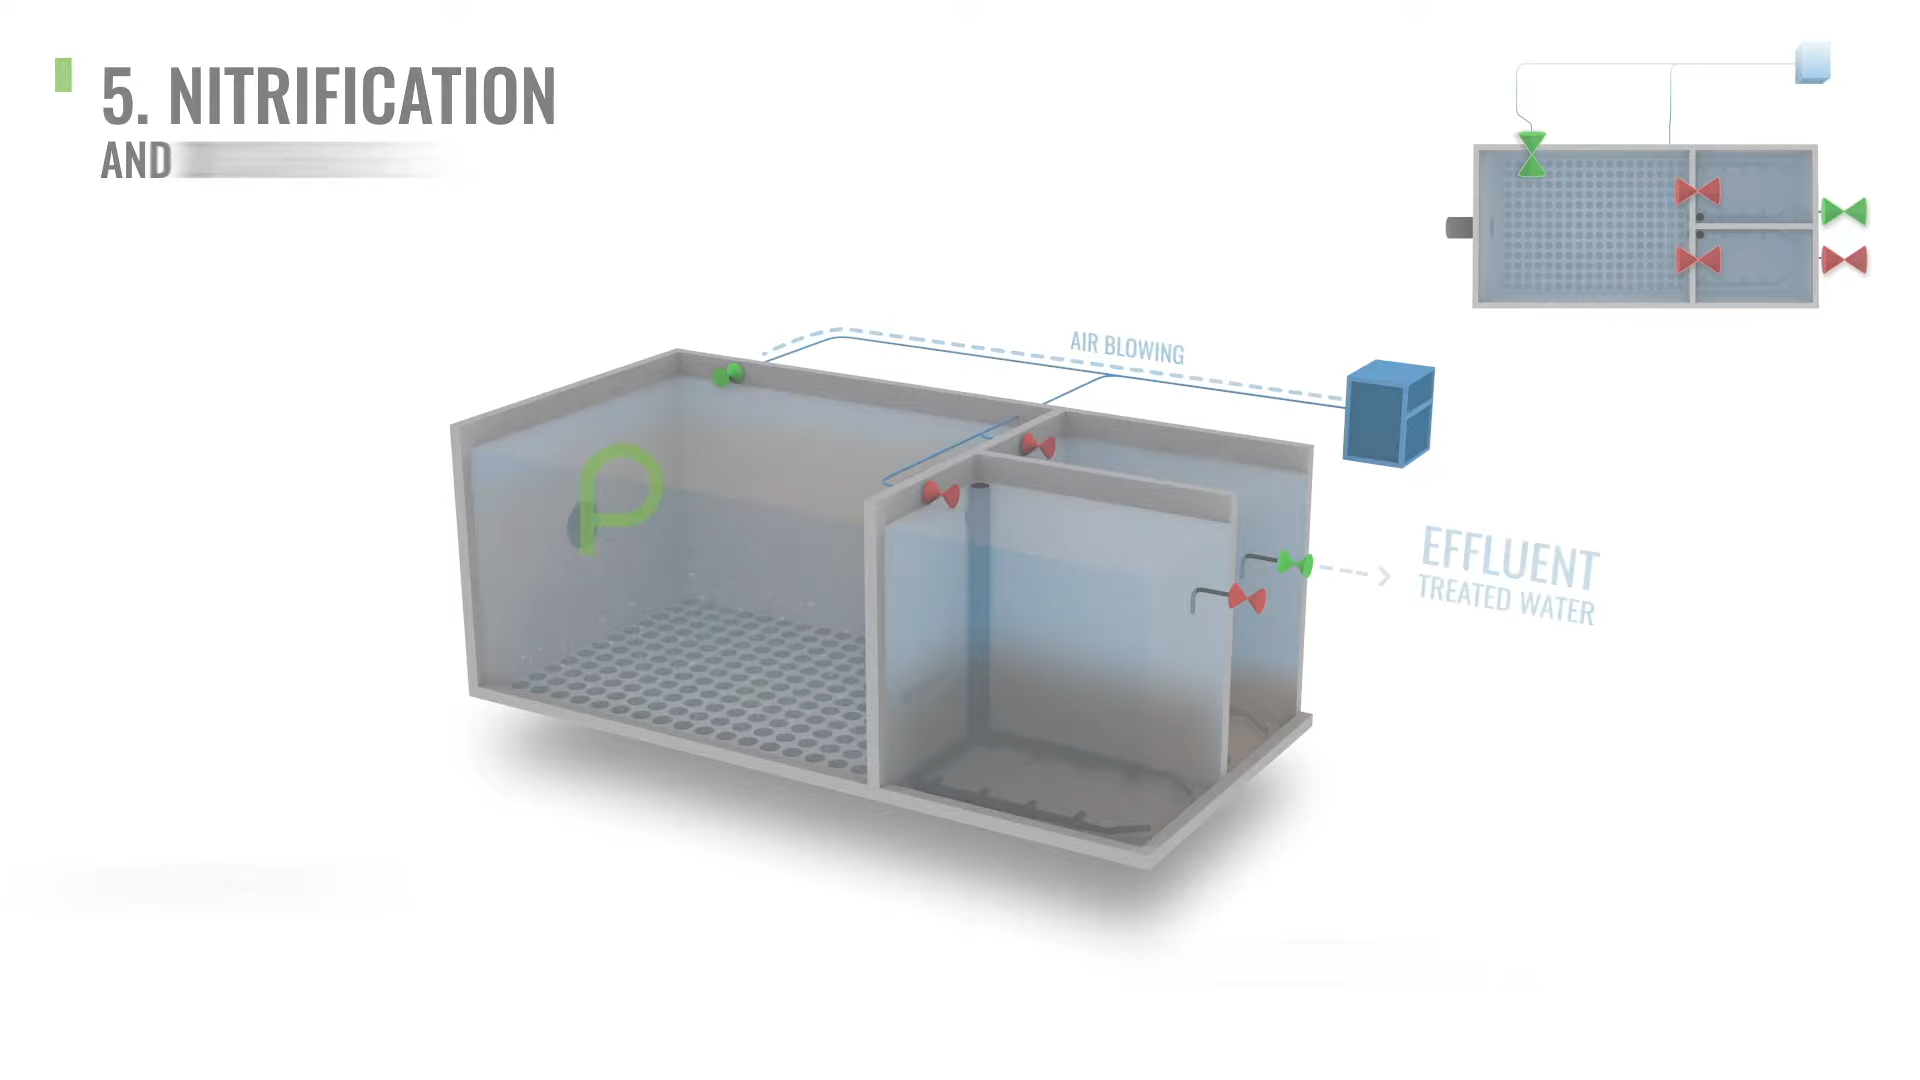 5. NITRIFICATION
AND
AIR BLOWING
P
EFFLUENT
TREATED WATER